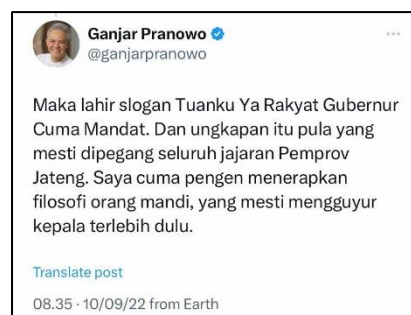 Ganjar Pranowo
@ganjarpranowo
Maka lahir slogan Tuanku Ya Rakyat Gubernur
Cuma Mandat. Dan ungkapan itu pula yang
mesti dipegang seluruh jajaran Pemprov
Jateng. Saya cuma pengen menerapkan
filosofi orang mandi, yang mesti mengguyur
kepala terlebih dulu.
Translate post
08.35 · 10/09/22 from Earth